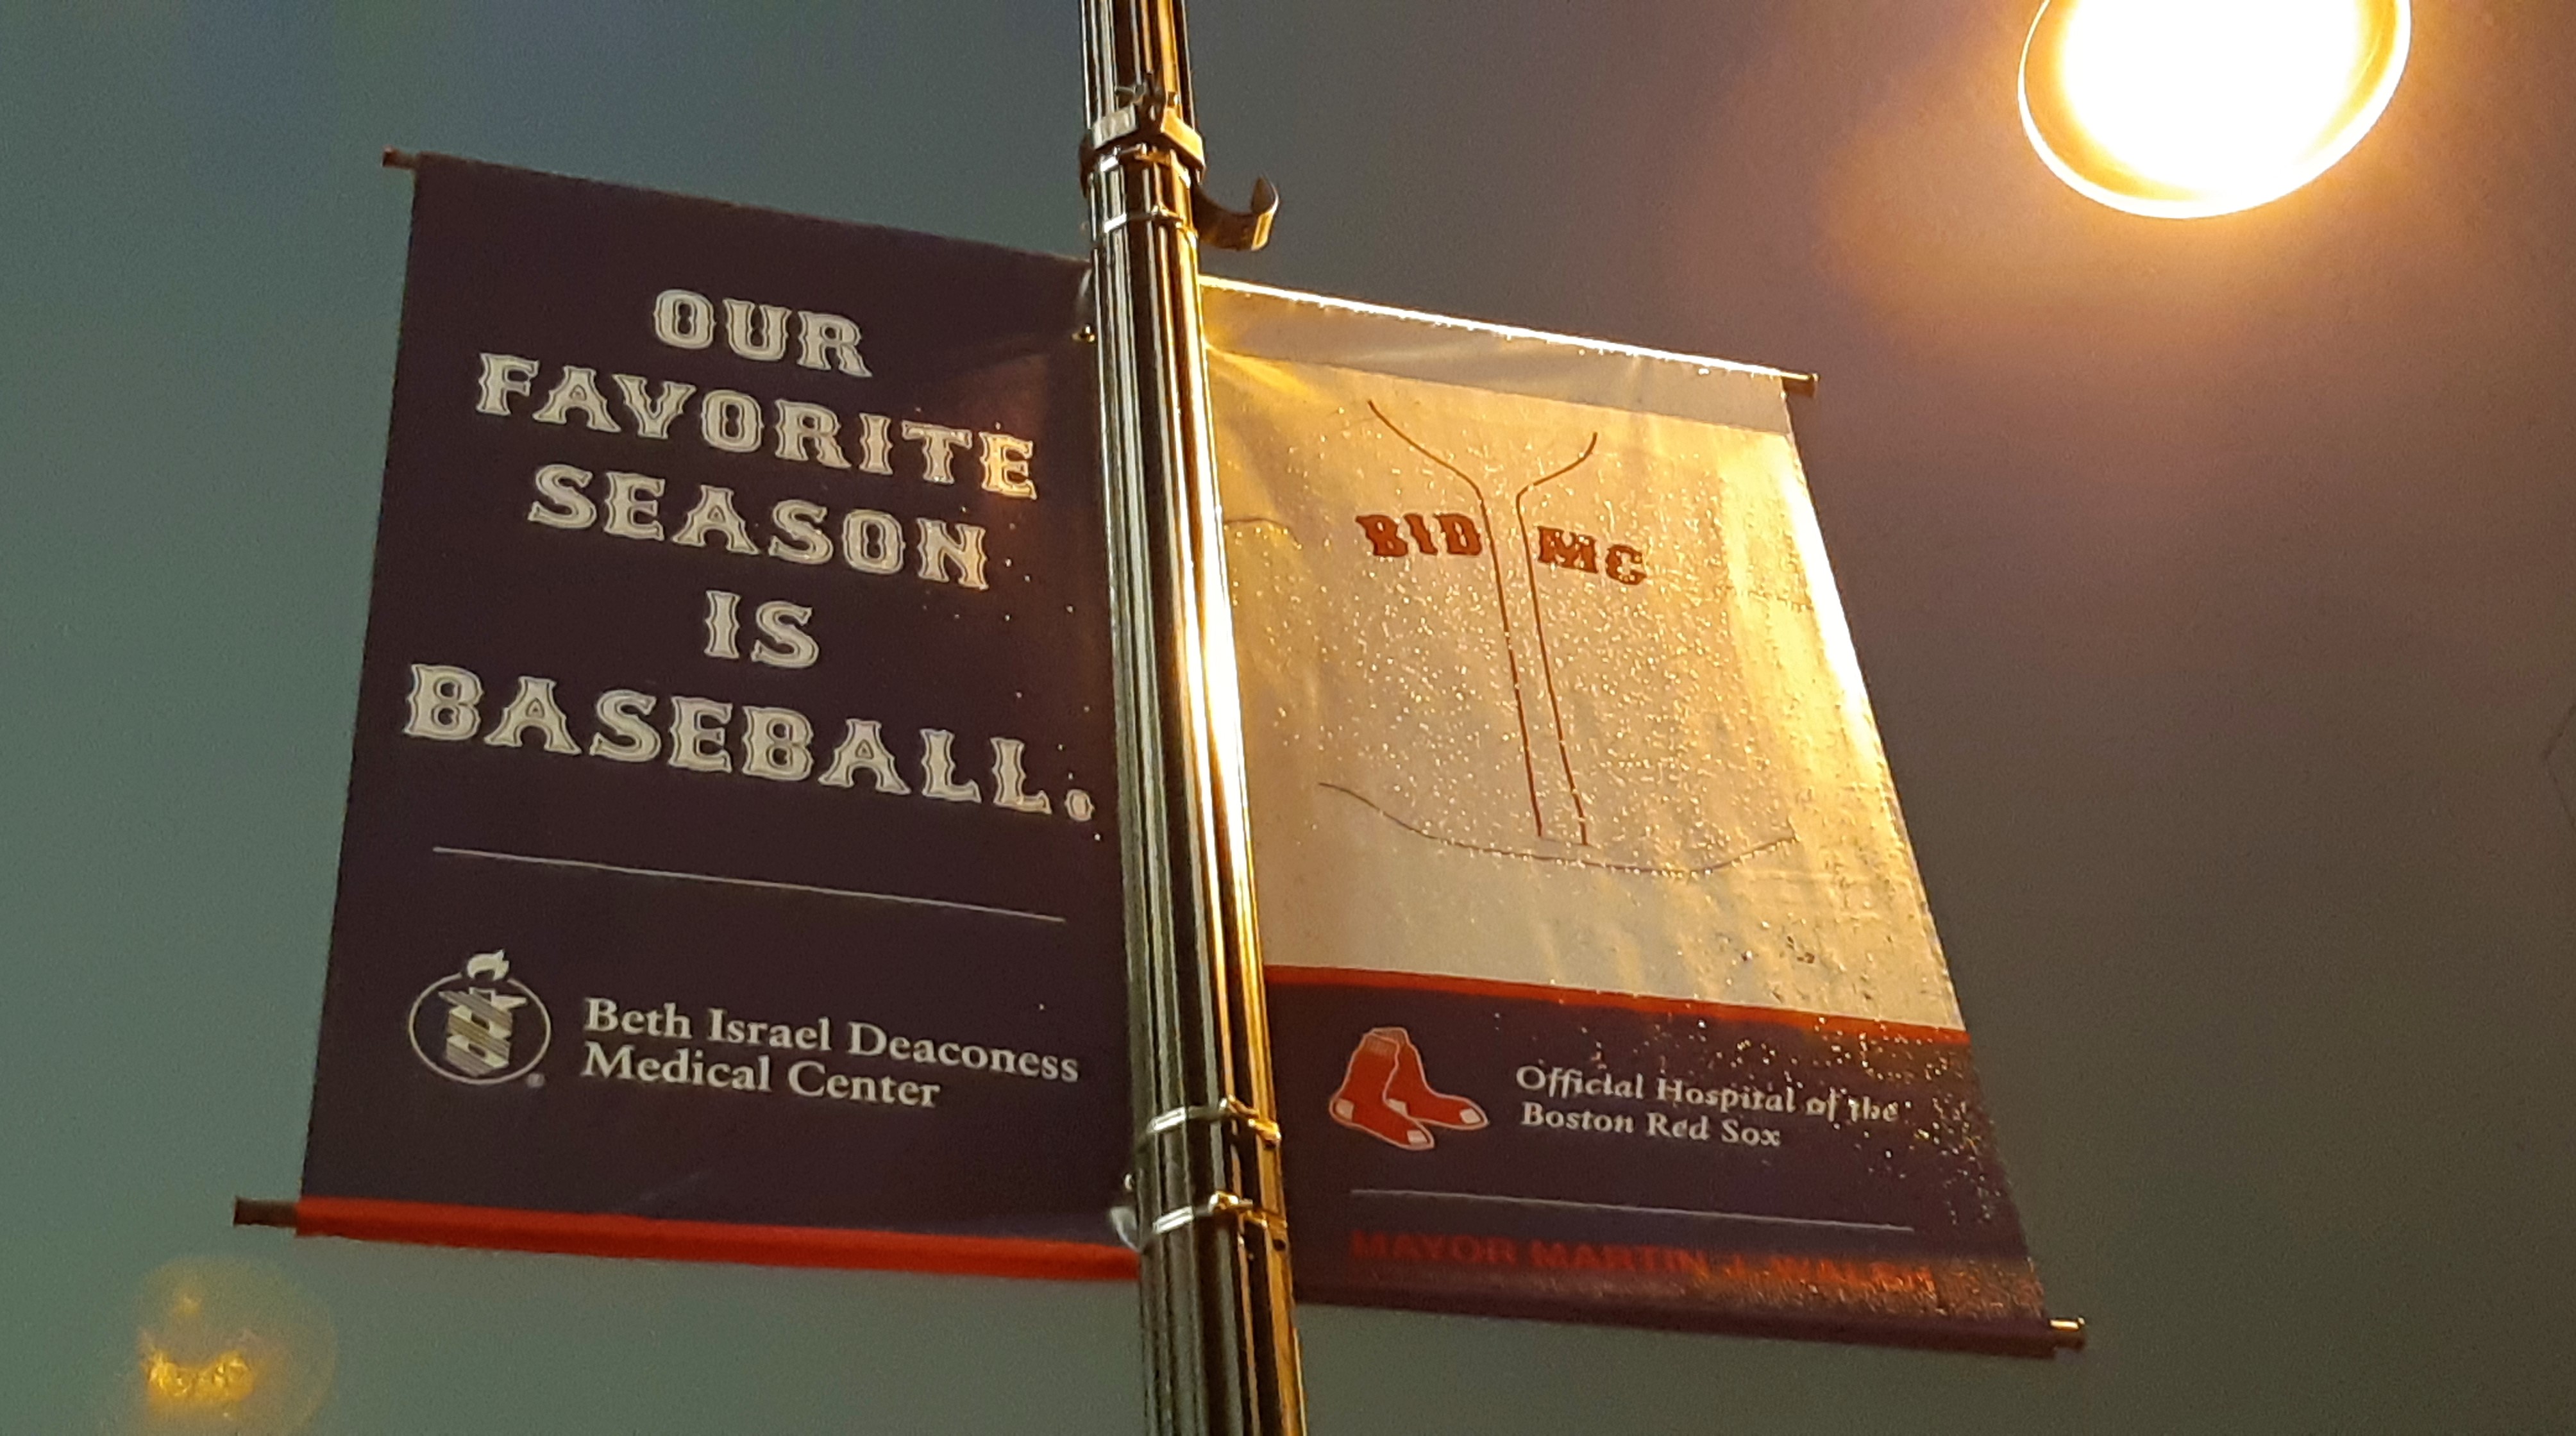 OUR
FAVORITE
SEASON
IS
BASEBALL.
Beth Israel Deaconess
Medical Center
®
BID MC
Official Hospital of the
Boston Red Sox
MAYOR MARTIN J. WALSH